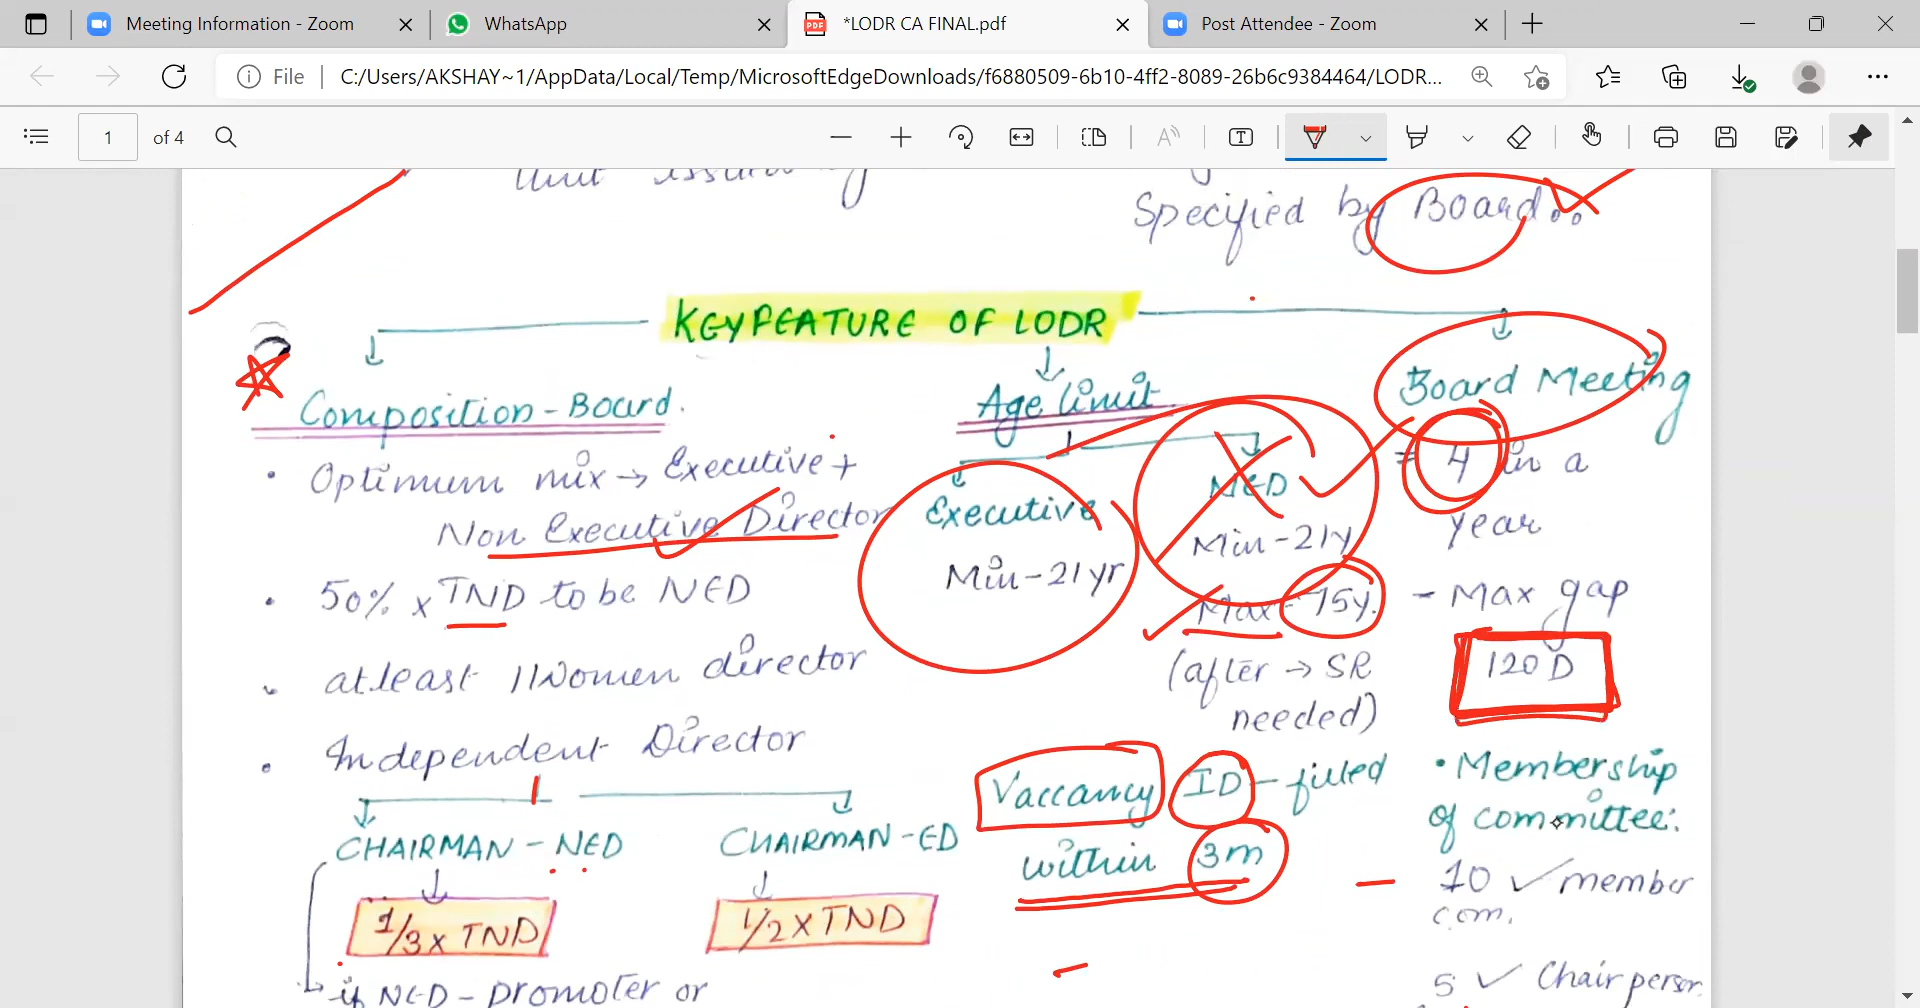 Meeting Information - Zoom
WhatsApp
*LODR CA FINAL.pdf
Post Attendee - Zoom
File
C:/Users/AKSHAY~1/AppData/Local/Temp/MicrosoftEdgeDownloads/f6880509-6b10-4ff2-8089-26b6c9384464/LODR...
1 of 4
Specified by Board..
KEYFEATURE OF LODR
Composition - Board.
• Optimum mix → Executive +
Non Executive Director
• 50% x TND to be NED
atleast 1 Women director
• Independent Director
CHAIRMAN - NED
1/3 x TND
if NED - promoter or
CHAIRMAN - ED
1/2 x TND
Age limit
Executive
Min - 21 yr
NED
Min - 21y
Max - 75y.
(after → SR
needed)
Vaccancy ID - filled
within 3m
Board Meeting
= 4 in a
year
- Max gap
120 D
• Membership
of committee:
10 ✓ member
com.
5 ✓ Chairperson